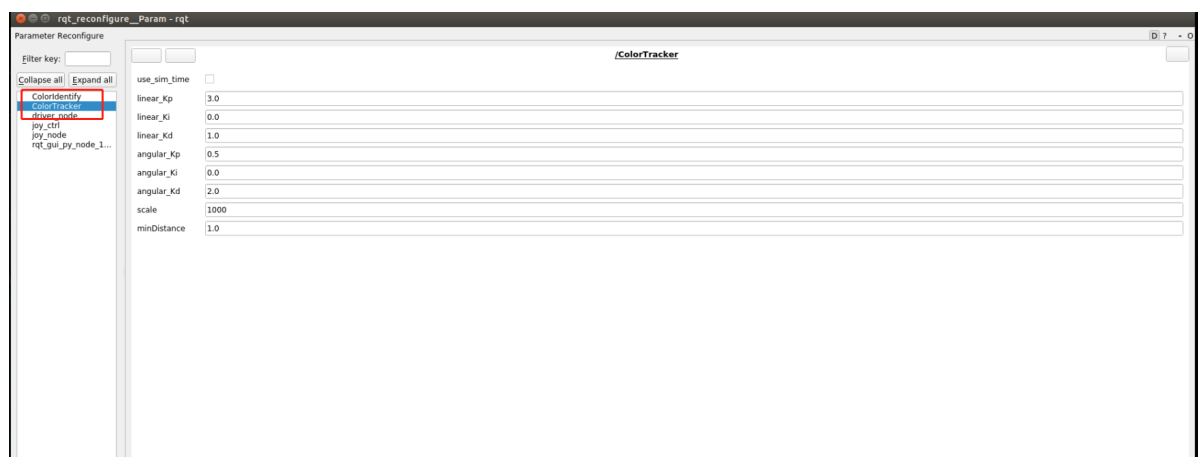 rqt_reconfigure__Param - rqt
Parameter Reconfigure
D ? - O
Filter key:
Collapse all Expand all
ColorIdentify
ColorTracker
driver_node
joy_ctrl
joy_node
rqt_gui_py_node_1...
/ColorTracker
use_sim_time
linear_Kp 3.0
linear_Ki 0.0
linear_Kd 1.0
angular_Kp 0.5
angular_Ki 0.0
angular_Kd 2.0
scale 1000
minDistance 1.0